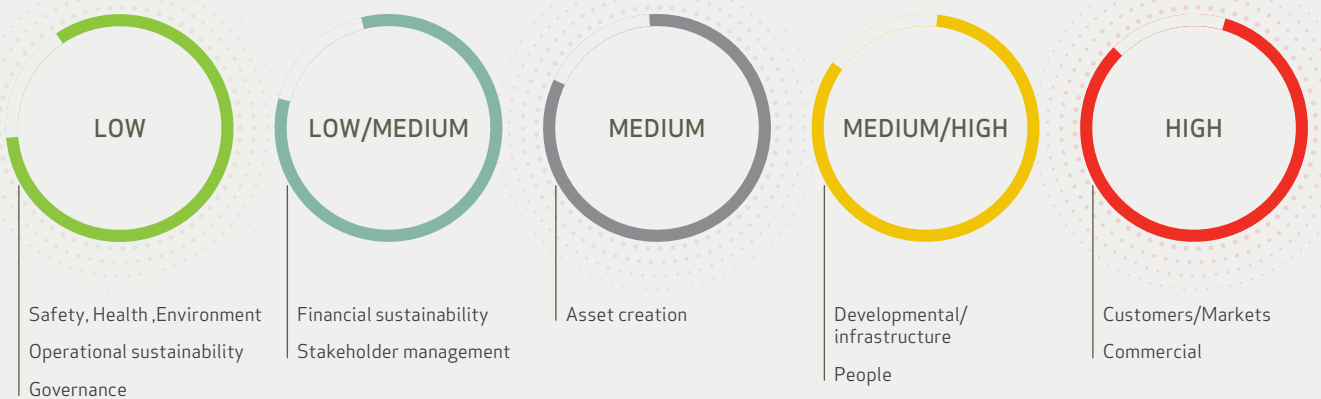 LOW
Safety, Health ,Environment
Operational sustainability
Governance
LOW/MEDIUM
Financial sustainability
Stakeholder management
MEDIUM
Asset creation
MEDIUM/HIGH
Developmental/
infrastructure
People
HIGH
Customers/Markets
Commercial